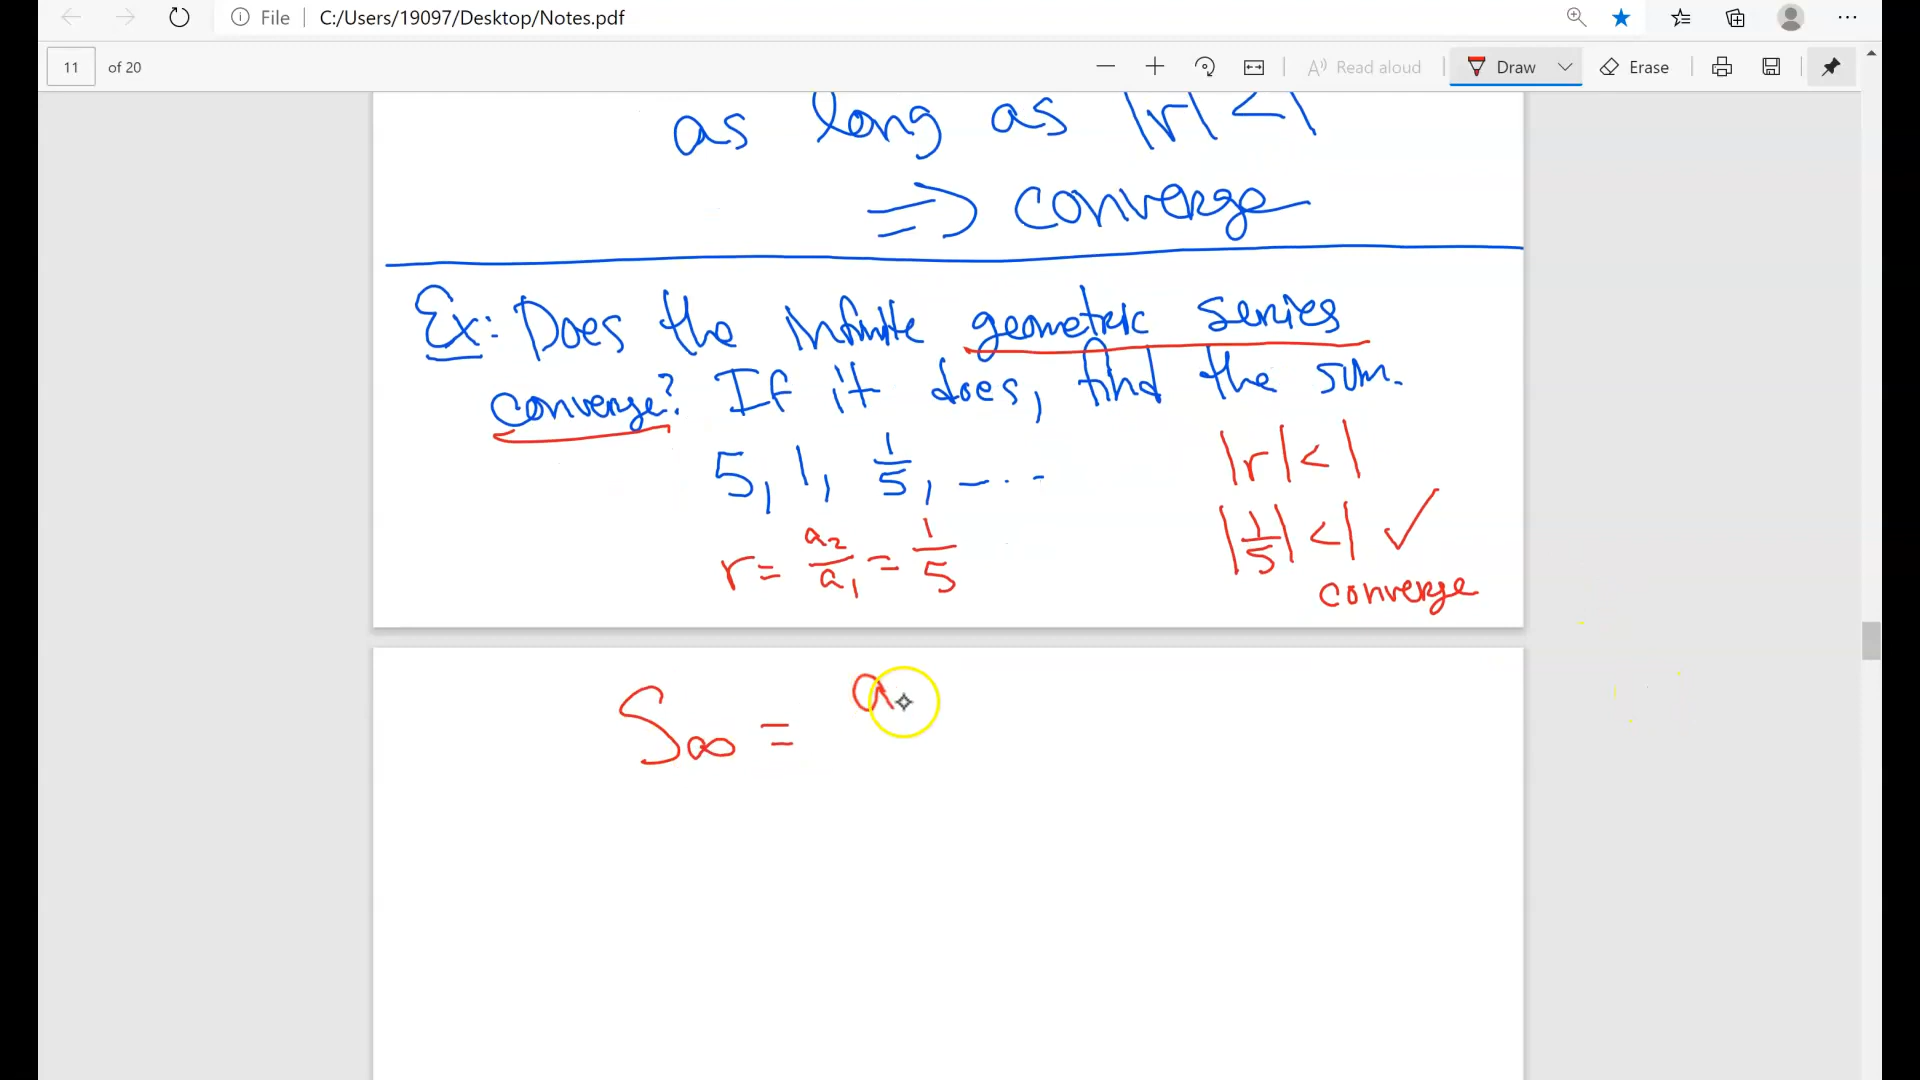 File C:/Users/19097/Desktop/Notes.pdf
11 of 20 Read aloud Draw Erase
as long as |r| < 1
=> converge
Ex: Does the infinite geometric series
converge? If it does, find the sum.
5, 1, 1/5, ...
r = a₂/a₁ = 1/5
|r| < 1
|1/5| < 1 ✓
converge
S∞ = a